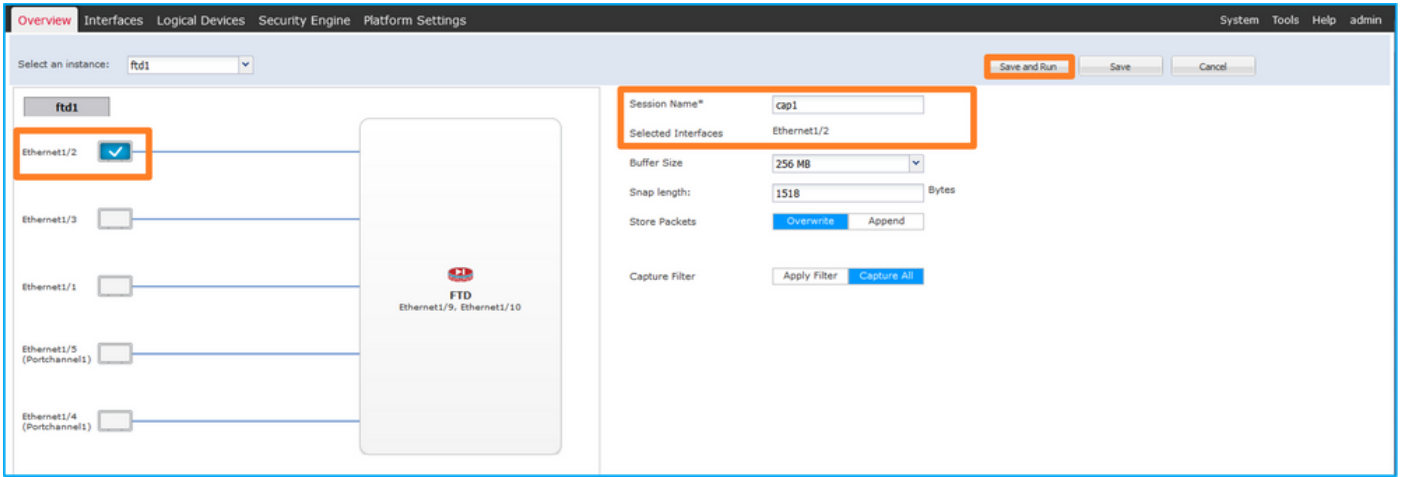 Overview Interfaces Logical Devices Security Engine Platform Settings System Tools Help admin
Select an instance: ftd1 Save and Run Save Cancel
ftd1
Ethernet1/2
Ethernet1/3
Ethernet1/1
Ethernet1/5
(Portchannel1)
Ethernet1/4
(Portchannel1)
FTD
Ethernet1/9, Ethernet1/10
Session Name* cap1
Selected Interfaces Ethernet1/2
Buffer Size 256 MB
Snap length: 1518 Bytes
Store Packets Overwrite Append
Capture Filter Apply Filter Capture All